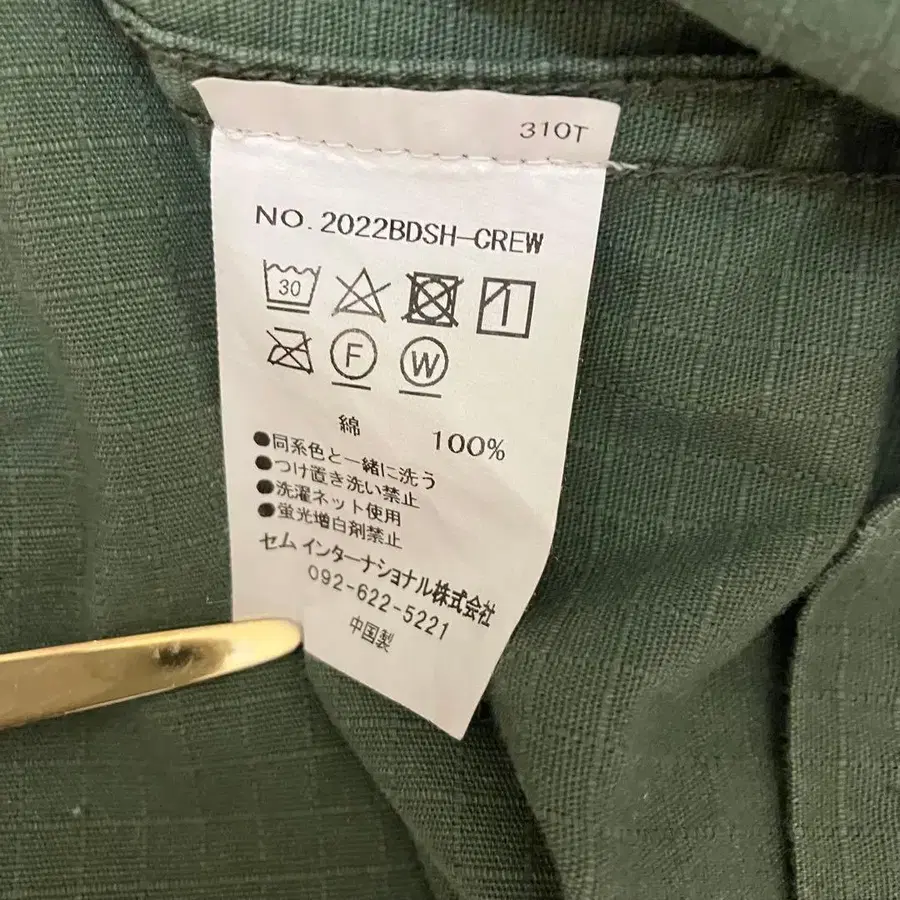 310T
NO.2022BDSH-CREW
30
F W
綿 100%
●同系色と一緒に洗う
●つけ置き洗い禁止
●洗濯ネット使用
●蛍光増白剤禁止
セム インターナショナル株式会社
092-622-5221
中国製